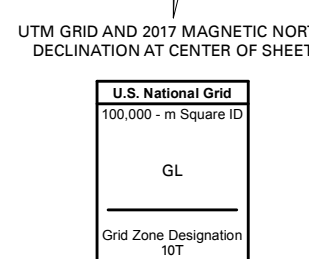 UTM GRID AND 2017 MAGNETIC NORT
DECLINATION AT CENTER OF SHEET
U.S. National Grid
100,000 - m Square ID
GL
Grid Zone Designation
10T